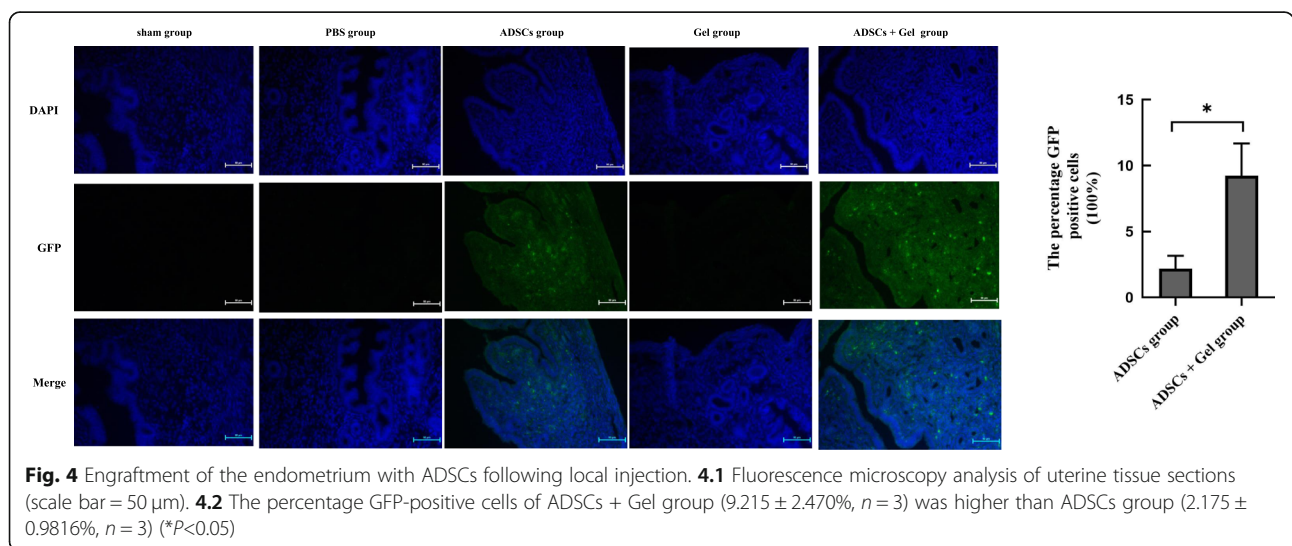 sham group PBS group ADSCs group Gel group ADSCs + Gel group
DAPI
GFP
Merge
The percentage GFP
positive cells
(100%)
15
10
5
0
*
ADSCs group
ADSCs + Gel group
Fig. 4 Engraftment of the endometrium with ADSCs following local injection. 4.1 Fluorescence microscopy analysis of uterine tissue sections
(scale bar = 50 μm). 4.2 The percentage GFP-positive cells of ADSCs + Gel group (9.215 ± 2.470%, n = 3) was higher than ADSCs group (2.175 ±
0.9816%, n = 3) (*P<0.05)